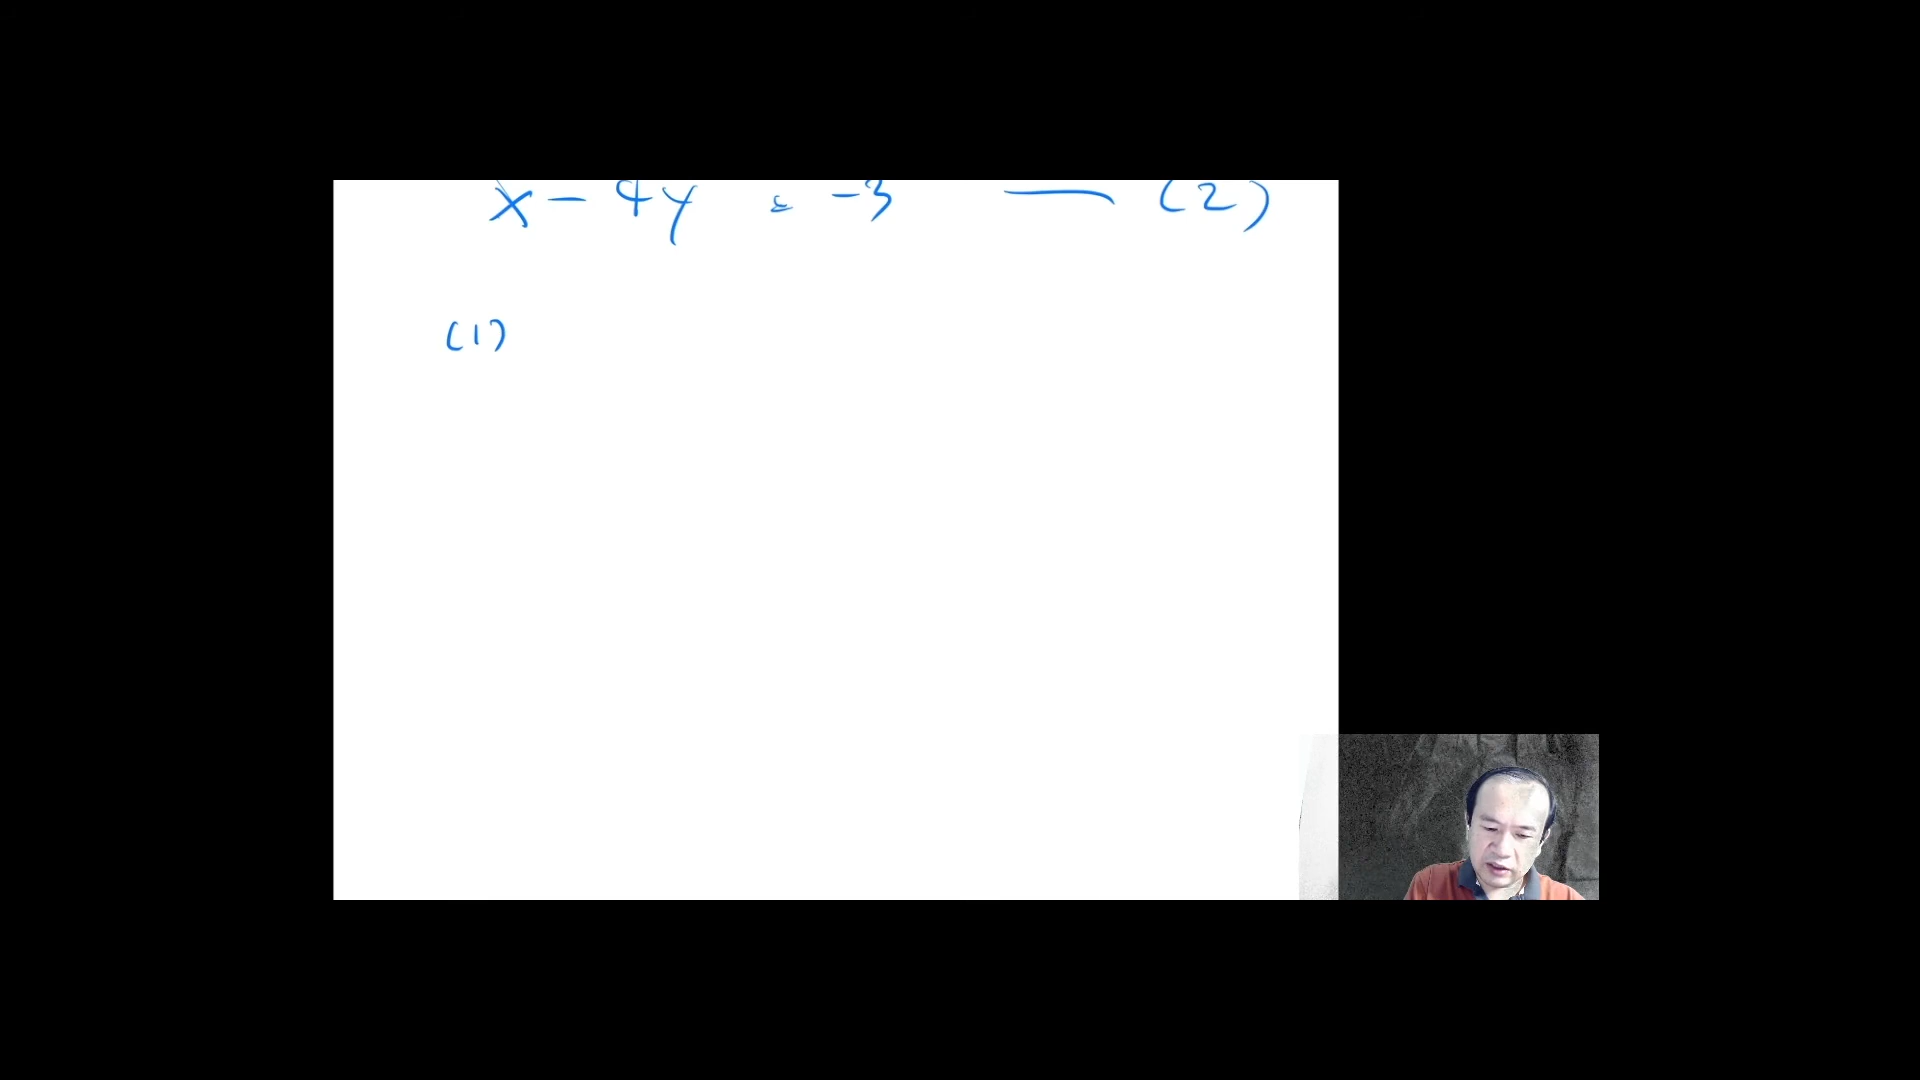 x - 4y = -3 — (2)
(1)